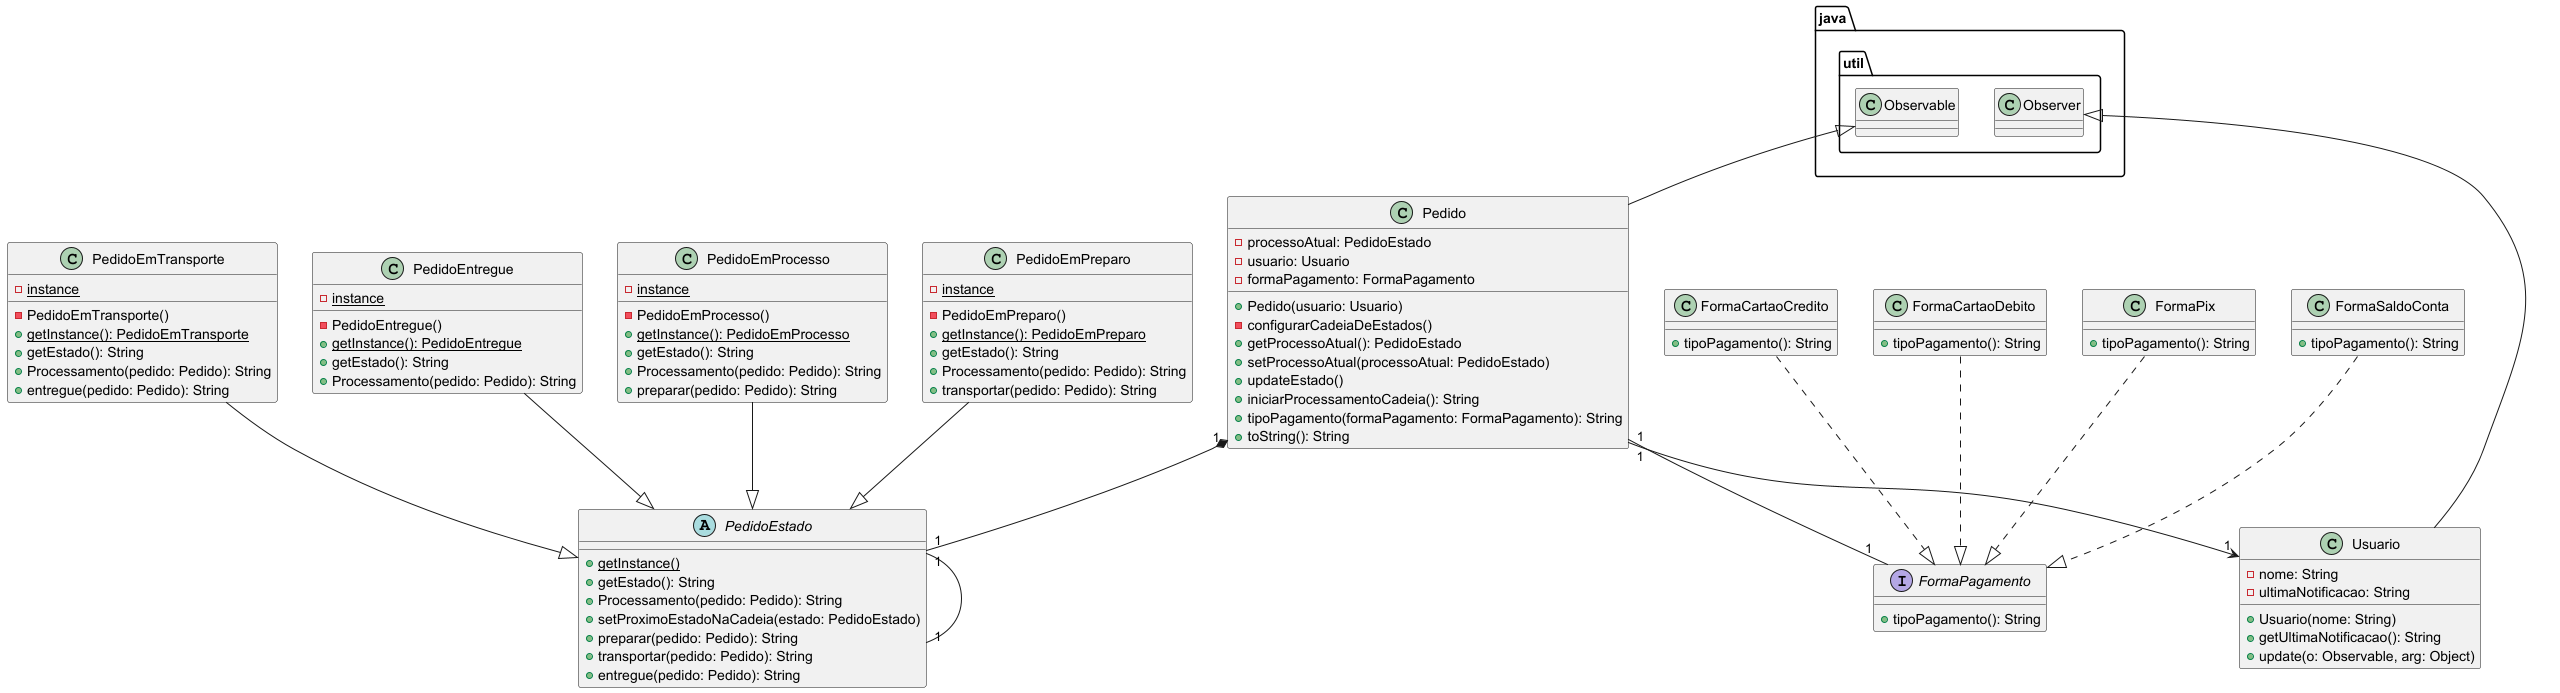 java
util
C Observable
C Observer
C Pedido
processoAtual: PedidoEstado
usuario: Usuario
formaPagamento: FormaPagamento
Pedido(usuario: Usuario)
configurarCadeiaDeEstados()
getProcessoAtual(): PedidoEstado
setProcessoAtual(processoAtual: PedidoEstado)
updateEstado()
iniciarProcessamentoCadeia(): String
tipoPagamento(formaPagamento: FormaPagamento): String
toString(): String
C PedidoEmTransporte
instance
PedidoEmTransporte()
getInstance(): PedidoEmTransporte
getEstado(): String
Processamento(pedido: Pedido): String
entregue(pedido: Pedido): String
C PedidoEntregue
instance
PedidoEntregue()
getInstance(): PedidoEntregue
getEstado(): String
Processamento(pedido: Pedido): String
C PedidoEmProcesso
instance
PedidoEmProcesso()
getInstance(): PedidoEmProcesso
getEstado(): String
Processamento(pedido: Pedido): String
preparar(pedido: Pedido): String
C PedidoEmPreparo
instance
PedidoEmPreparo()
getInstance(): PedidoEmPreparo
getEstado(): String
Processamento(pedido: Pedido): String
transportar(pedido: Pedido): String
C FormaCartaoCredito
tipoPagamento(): String
C FormaCartaoDebito
tipoPagamento(): String
C FormaPix
tipoPagamento(): String
C FormaSaldoConta
tipoPagamento(): String
1
1
1
A PedidoEstado
getInstance()
getEstado(): String
Processamento(pedido: Pedido): String
setProximoEstadoNaCadeia(estado: PedidoEstado)
preparar(pedido: Pedido): String
transportar(pedido: Pedido): String
entregue(pedido: Pedido): String
1
1
1
1
I FormaPagamento
tipoPagamento(): String
1
C Usuario
nome: String
ultimaNotificacao: String
Usuario(nome: String)
getUltimaNotificacao(): String
update(o: Observable, arg: Object)